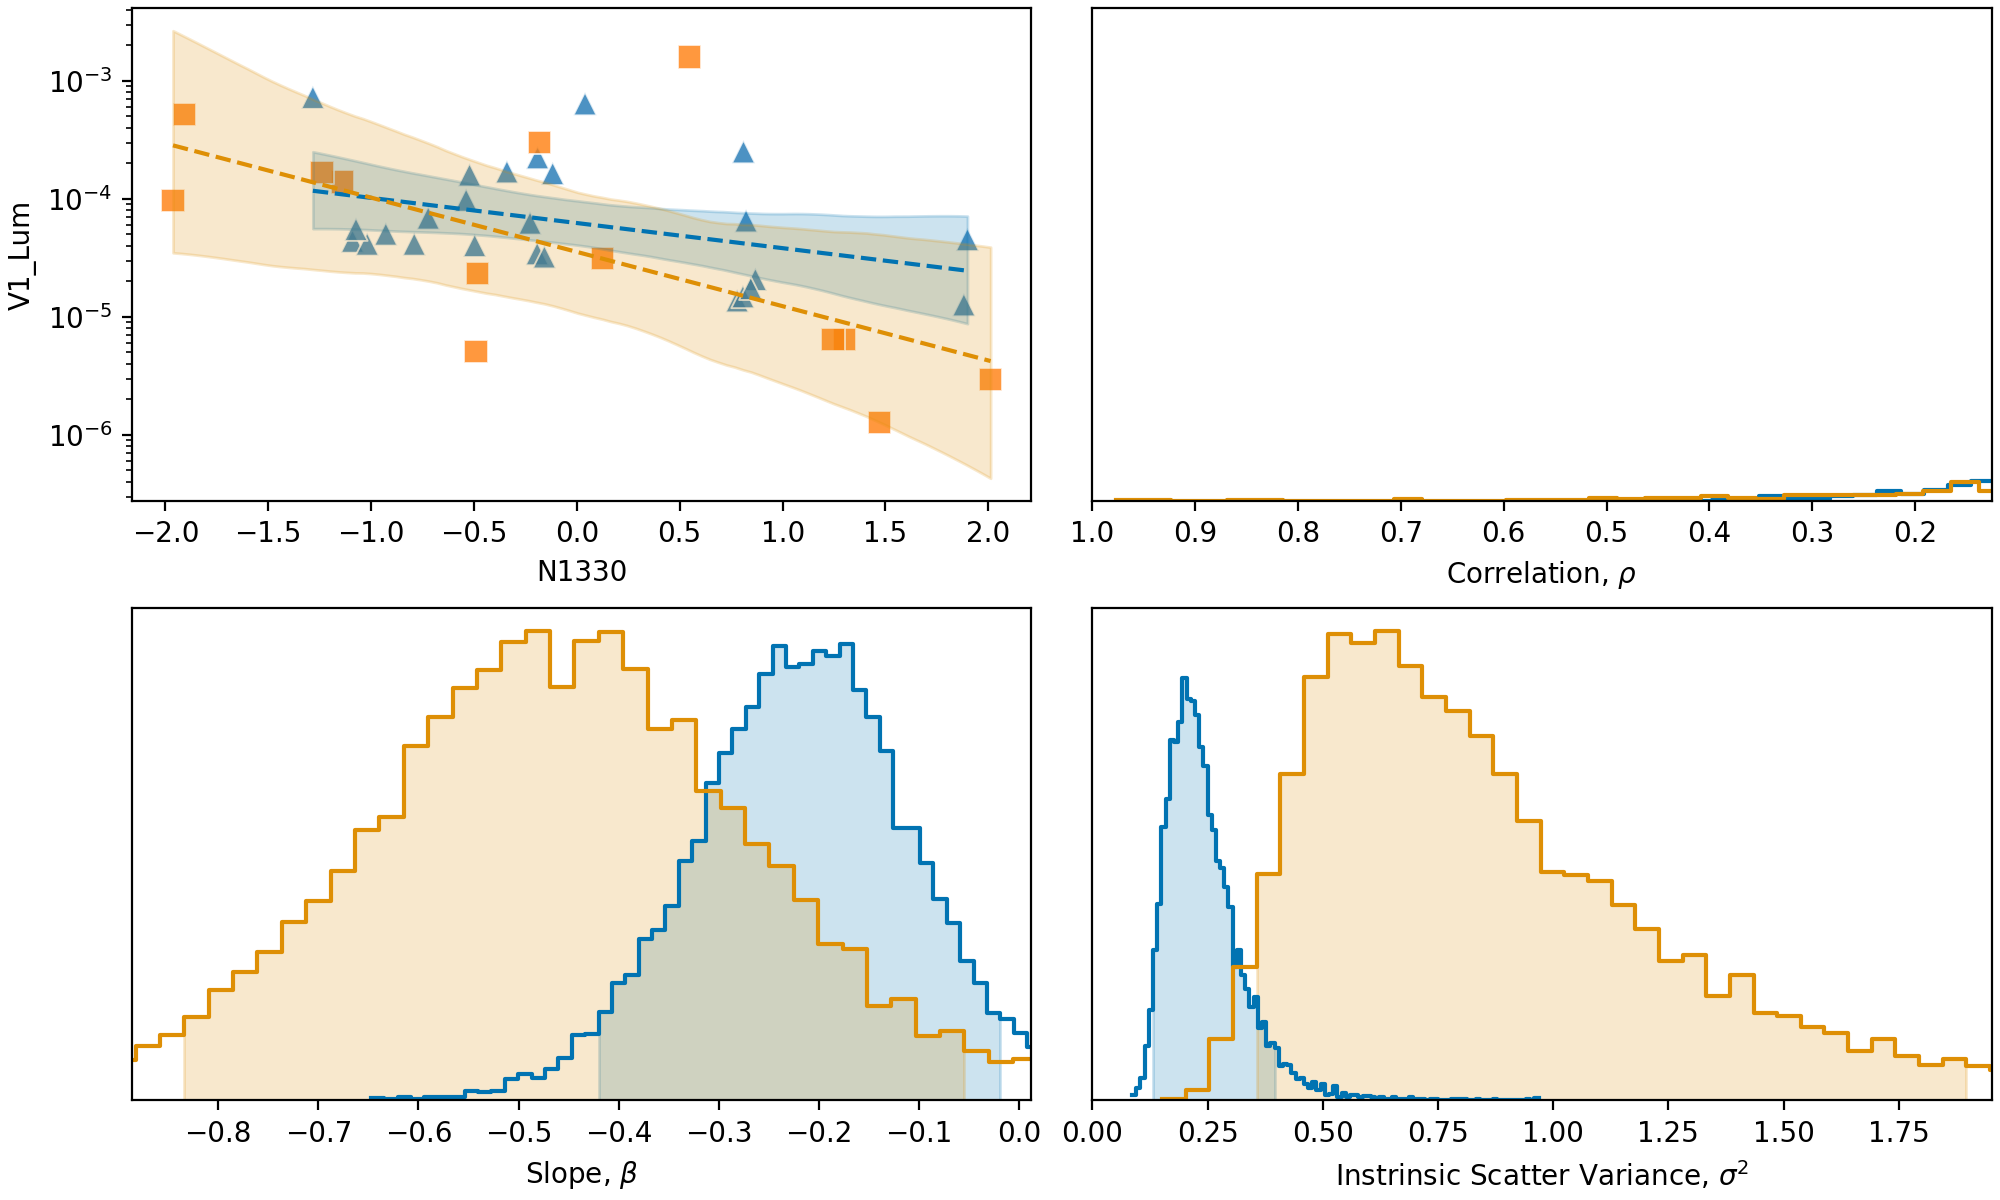 V1_Lum
10⁻³
10⁻⁴
10⁻⁵
10⁻⁶
−2.0 −1.5 −1.0 −0.5 0.0 0.5 1.0 1.5 2.0
N1330
1.0 0.9 0.8 0.7 0.6 0.5 0.4 0.3 0.2
Correlation, ρ
−0.8 −0.7 −0.6 −0.5 −0.4 −0.3 −0.2 −0.1 0.0
Slope, β
0.00 0.25 0.50 0.75 1.00 1.25 1.50 1.75
Instrinsic Scatter Variance, σ²